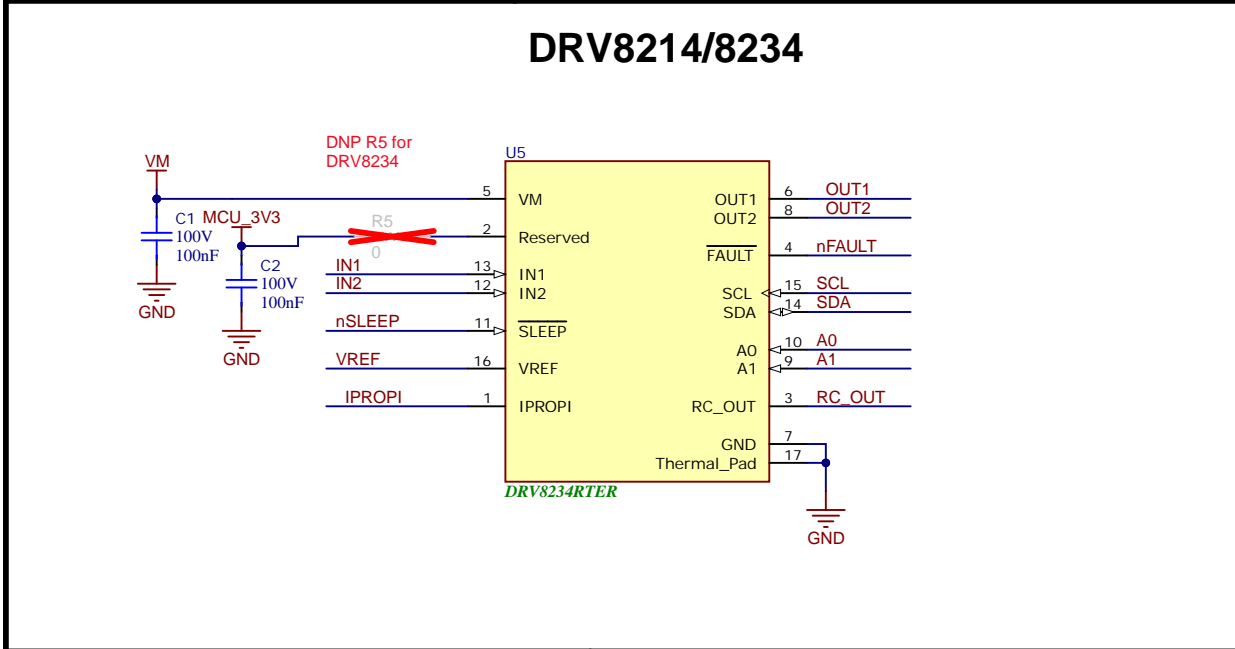 DRV8214/8234
DNP R5 for
DRV8234
VM
C1
100V
100nF
GND
MCU_3V3
C2
100V
100nF
GND
R5
0
IN1
IN2
nSLEEP
VREF
IPROPI
U5
5 VM
2 Reserved
13 IN1
12 IN2
11 SLEEP
16 VREF
1 IPROPI
OUT1 6 OUT1
OUT2 8 OUT2
FAULT 4 nFAULT
SCL 15 SCL
SDA 14 SDA
A0 10 A0
A1 9 A1
RC_OUT 3 RC_OUT
GND 7
Thermal_Pad 17
DRV8234RTER
GND